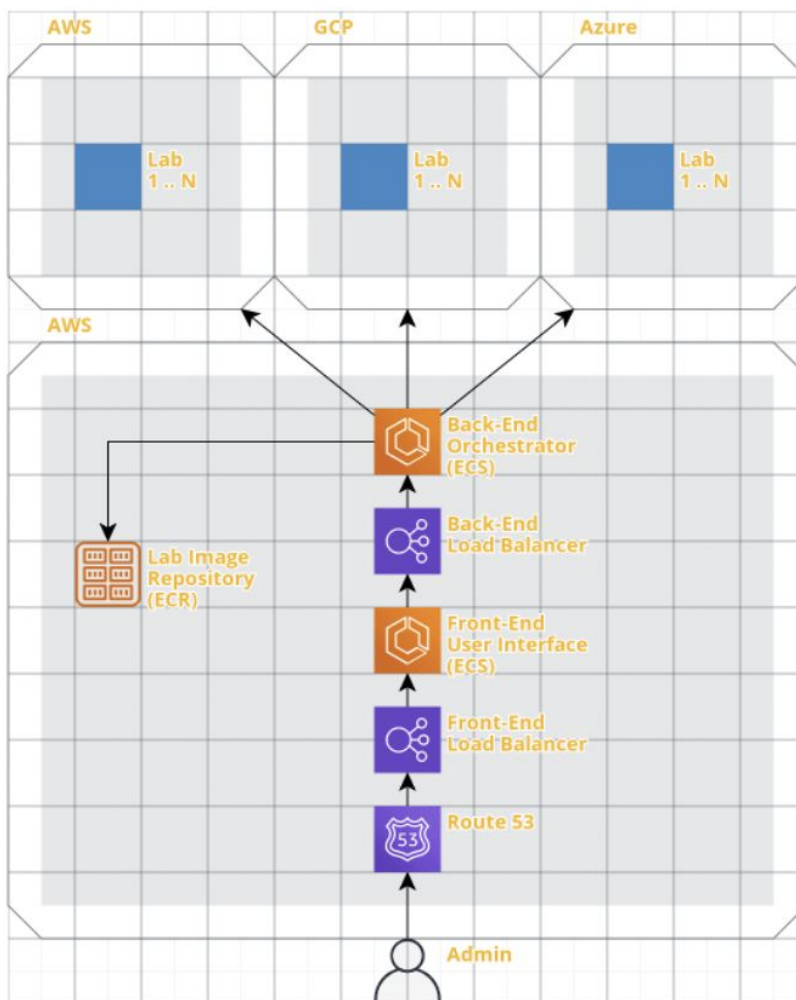 AWS
GCP
Azure
Lab
1 .. N
Lab
1 .. N
Lab
1 .. N
AWS
Back-End
Orchestrator
(ECS)
Back-End
Load Balancer
Lab Image
Repository
(ECR)
Front-End
User Interface
(ECS)
Front-End
Load Balancer
Route 53
53
Admin